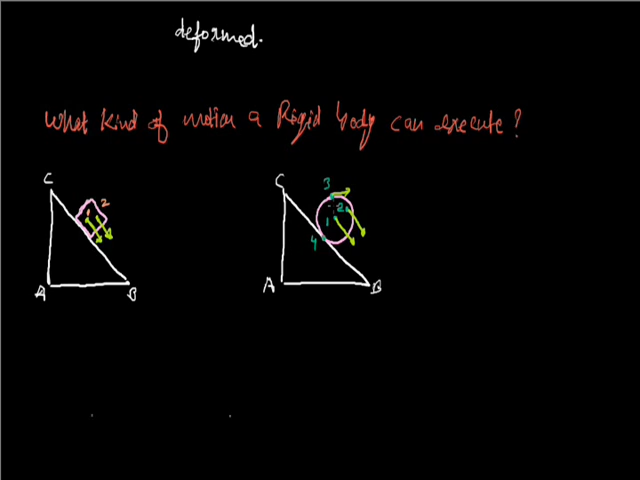 deformed.
What kind of motion a Rigid body can execute?
C
1 2
A B
C
3
1 2
4
A B